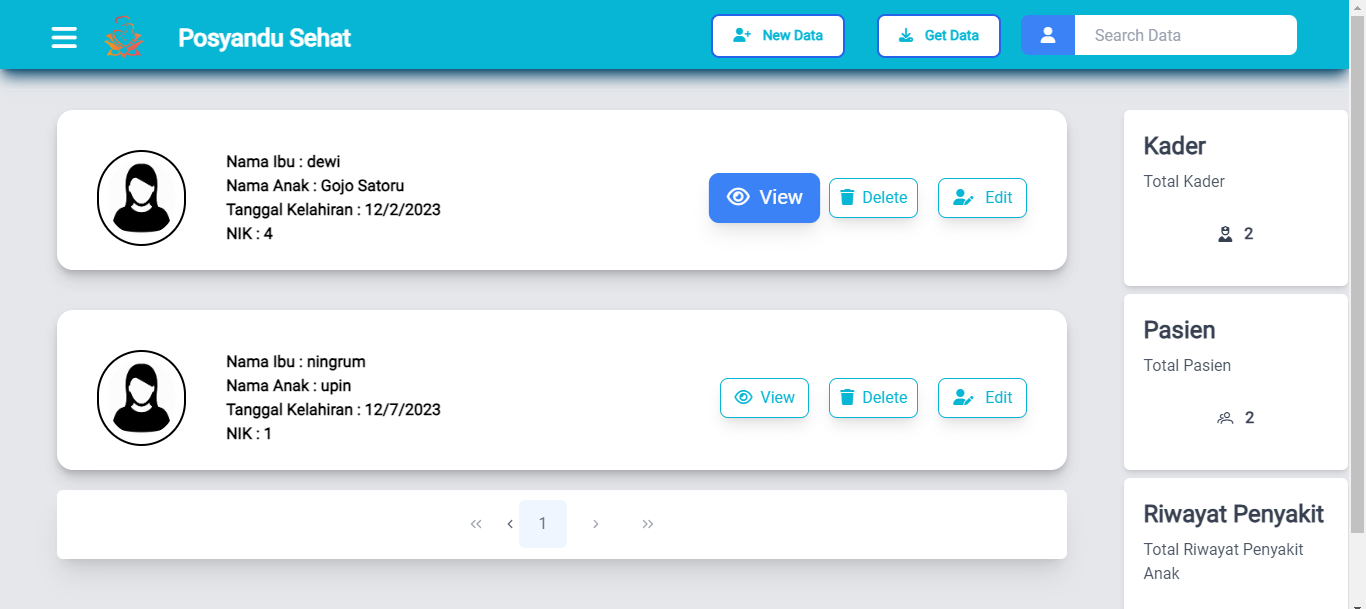 Posyandu Sehat
New Data
Get Data
Search Data
Nama Ibu : dewi
Nama Anak : Gojo Satoru
Tanggal Kelahiran : 12/2/2023
NIK : 4
View
Delete
Edit
Nama Ibu : ningrum
Nama Anak : upin
Tanggal Kelahiran : 12/7/2023
NIK : 1
View
Delete
Edit
« ‹ 1 › »
Kader
Total Kader
2
Pasien
Total Pasien
2
Riwayat Penyakit
Total Riwayat Penyakit
Anak